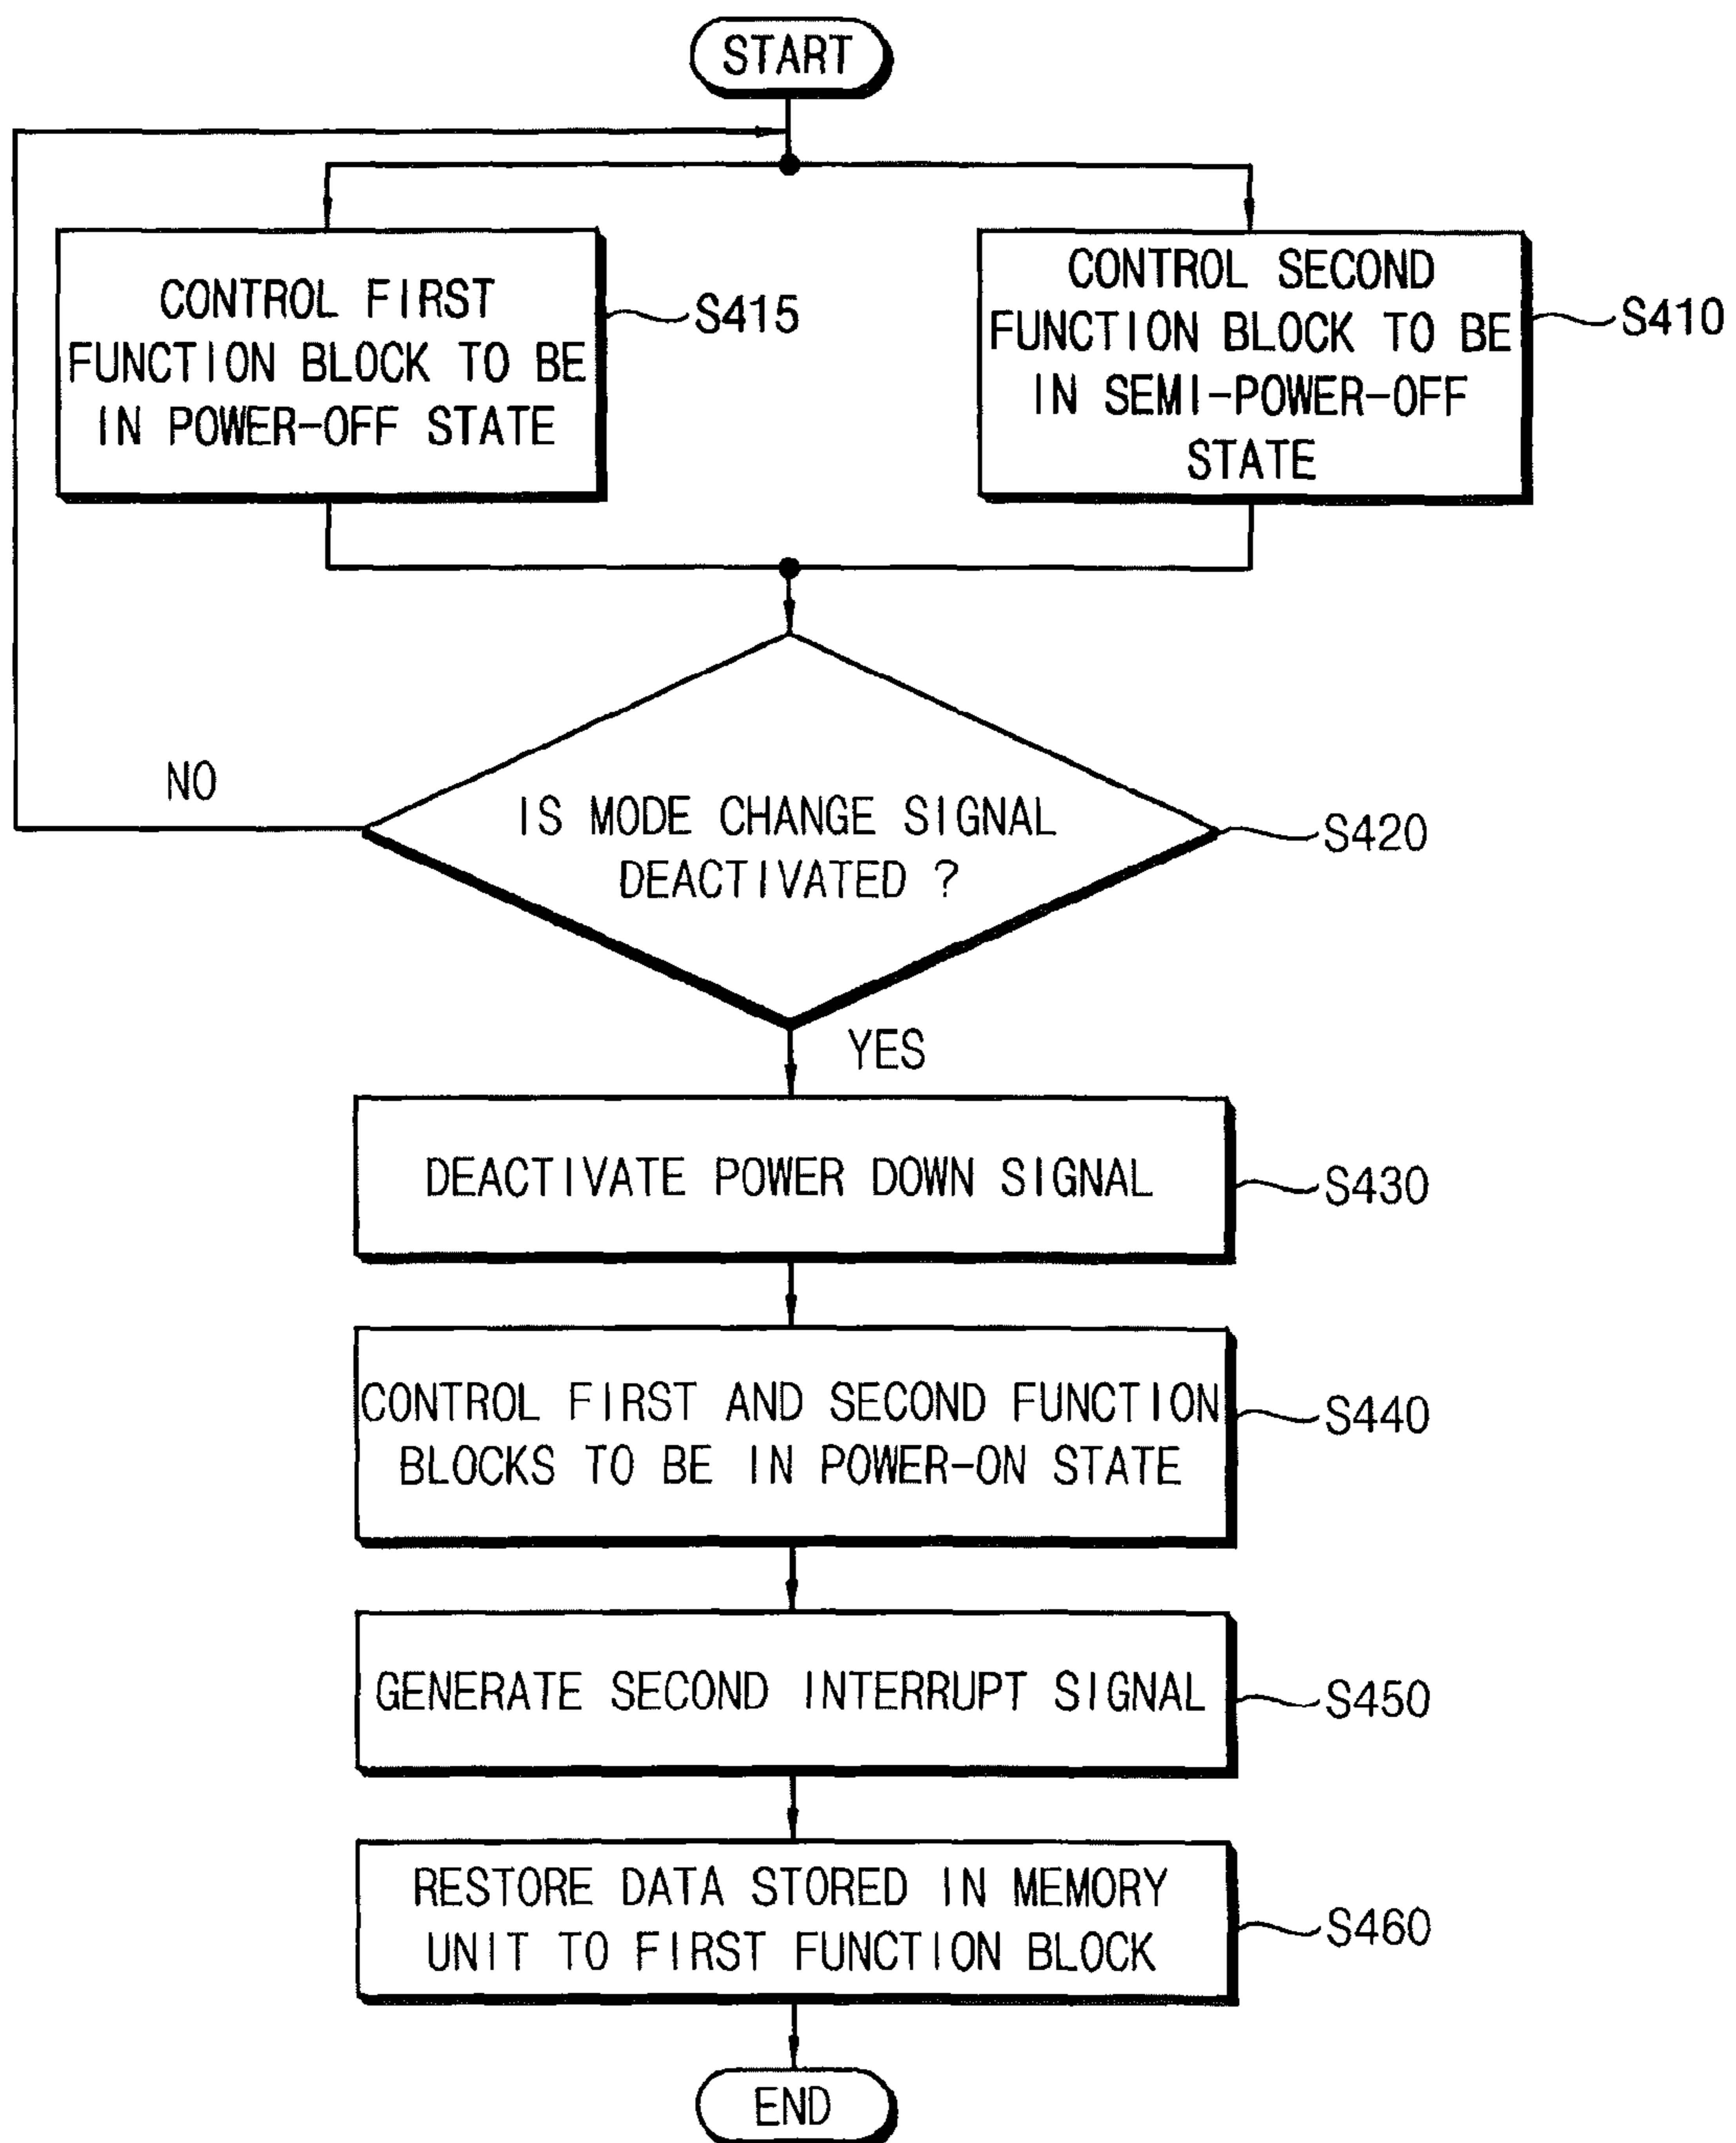 START
CONTROL FIRST
FUNCTION BLOCK TO BE
IN POWER-OFF STATE
S415
CONTROL SECOND
FUNCTION BLOCK TO BE
IN SEMI-POWER-OFF
STATE
S410
NO
IS MODE CHANGE SIGNAL
DEACTIVATED ?
S420
YES
DEACTIVATE POWER DOWN SIGNAL
S430
CONTROL FIRST AND SECOND FUNCTION
BLOCKS TO BE IN POWER-ON STATE
S440
GENERATE SECOND INTERRUPT SIGNAL
S450
RESTORE DATA STORED IN MEMORY
UNIT TO FIRST FUNCTION BLOCK
S460
END